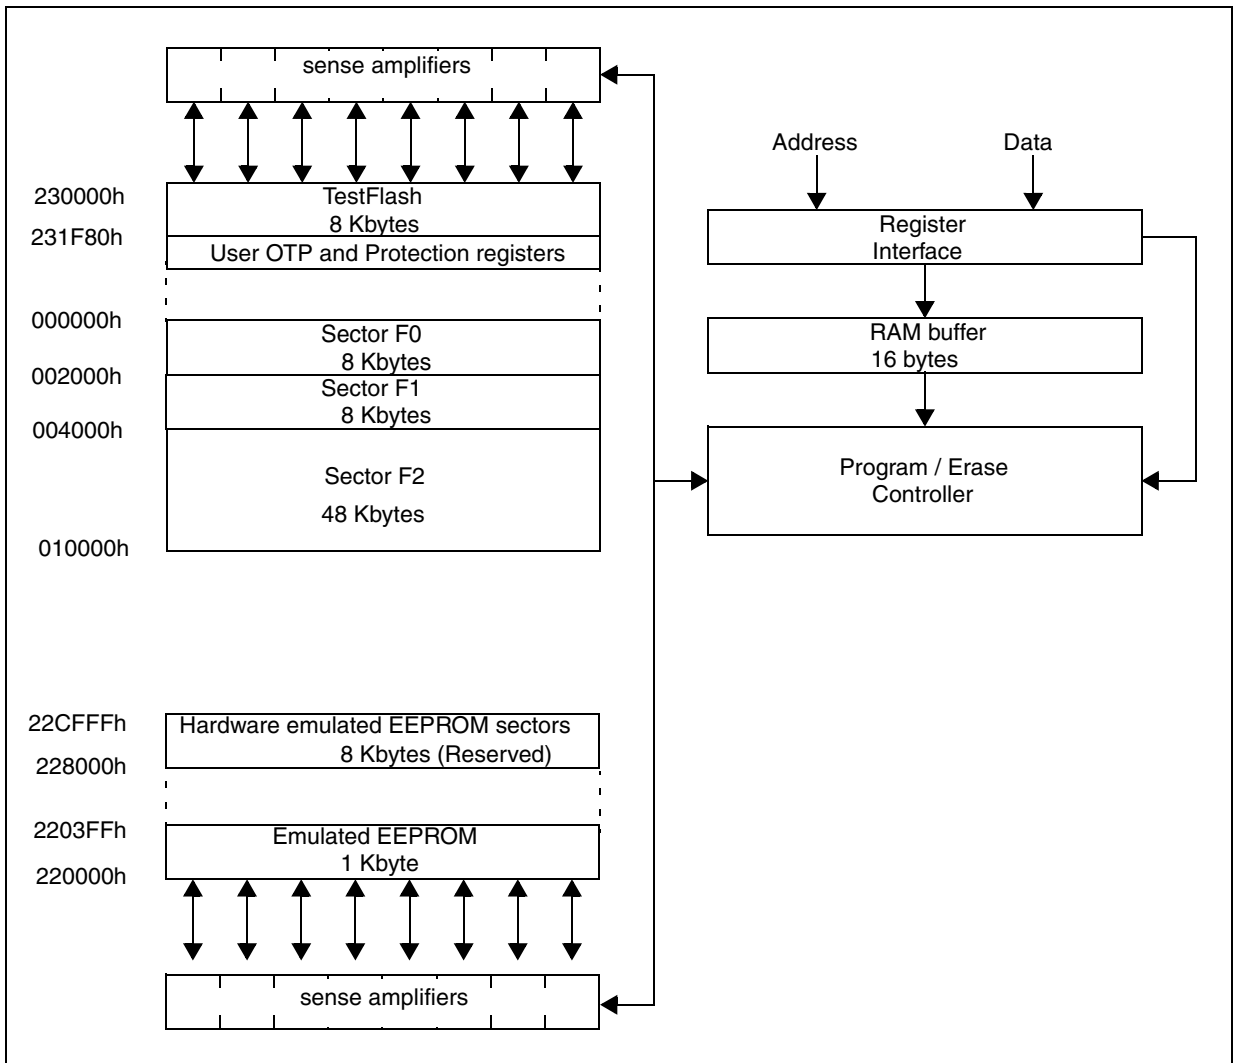 sense amplifiers
230000h
TestFlash
8 Kbytes
231F80h
User OTP and Protection registers
000000h
Sector F0
8 Kbytes
002000h
Sector F1
8 Kbytes
004000h
Sector F2
48 Kbytes
010000h
22CFFFh
Hardware emulated EEPROM sectors
8 Kbytes (Reserved)
228000h
2203FFh
Emulated EEPROM
1 Kbyte
220000h
sense amplifiers
Address
Data
Register
Interface
RAM buffer
16 bytes
Program / Erase
Controller